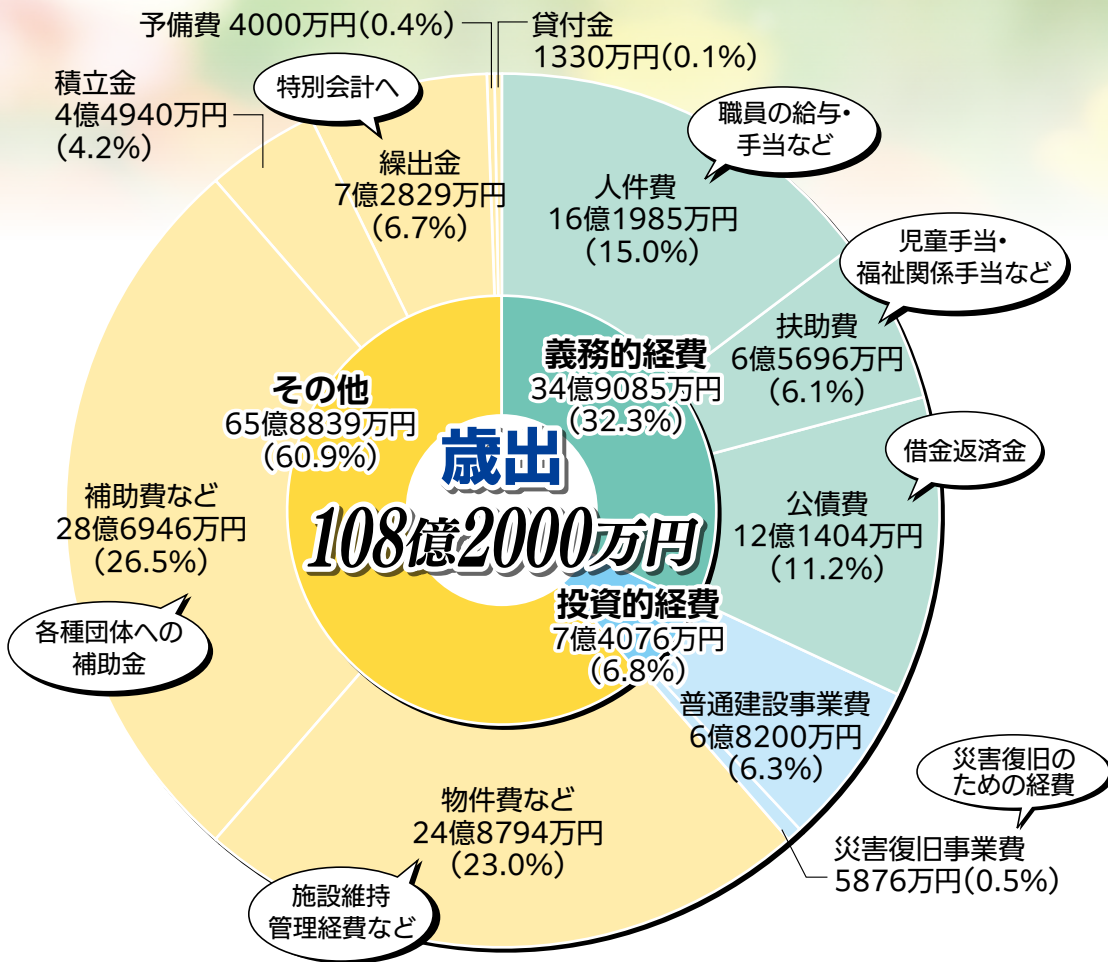 予備費 4000万円(0.4%)
貸付金
1330万円(0.1%)
積立金
4億4940万円
(4.2%)
特別会計へ
繰出金
7億2829万円
(6.7%)
職員の給与・
手当など
人件費
16億1985万円
(15.0%)
児童手当・
福祉関係手当など
扶助費
6億5696万円
(6.1%)
義務的経費
34億9085万円
(32.3%)
その他
65億8839万円
(60.9%)
歳出
108億2000万円
借金返済金
公債費
12億1404万円
(11.2%)
補助費など
28億6946万円
(26.5%)
各種団体への
補助金
投資的経費
7億4076万円
(6.8%)
普通建設事業費
6億8200万円
(6.3%)
災害復旧の
ための経費
災害復旧事業費
5876万円(0.5%)
物件費など
24億8794万円
(23.0%)
施設維持
管理経費など